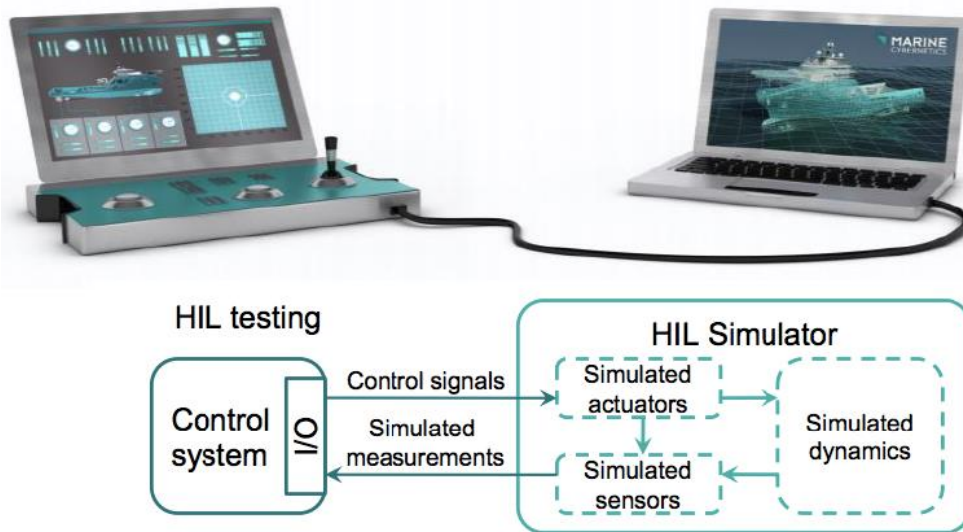 MARINE
CYBERNETICS
HIL testing
HIL Simulator
Control
system
I/O
Control signals
Simulated
measurements
Simulated
actuators
Simulated
sensors
Simulated
dynamics